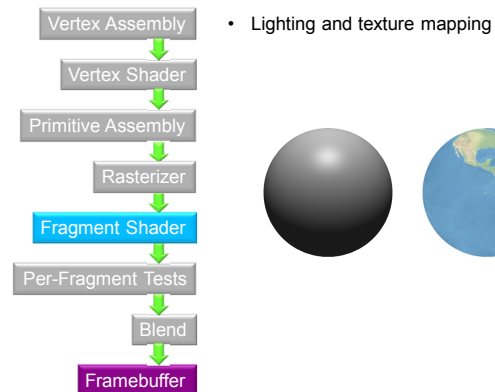 Vertex Assembly
• Lighting and texture mapping
Vertex Shader
Primitive Assembly
Rasterizer
Fragment Shader
Per-Fragment Tests
Blend
Framebuffer